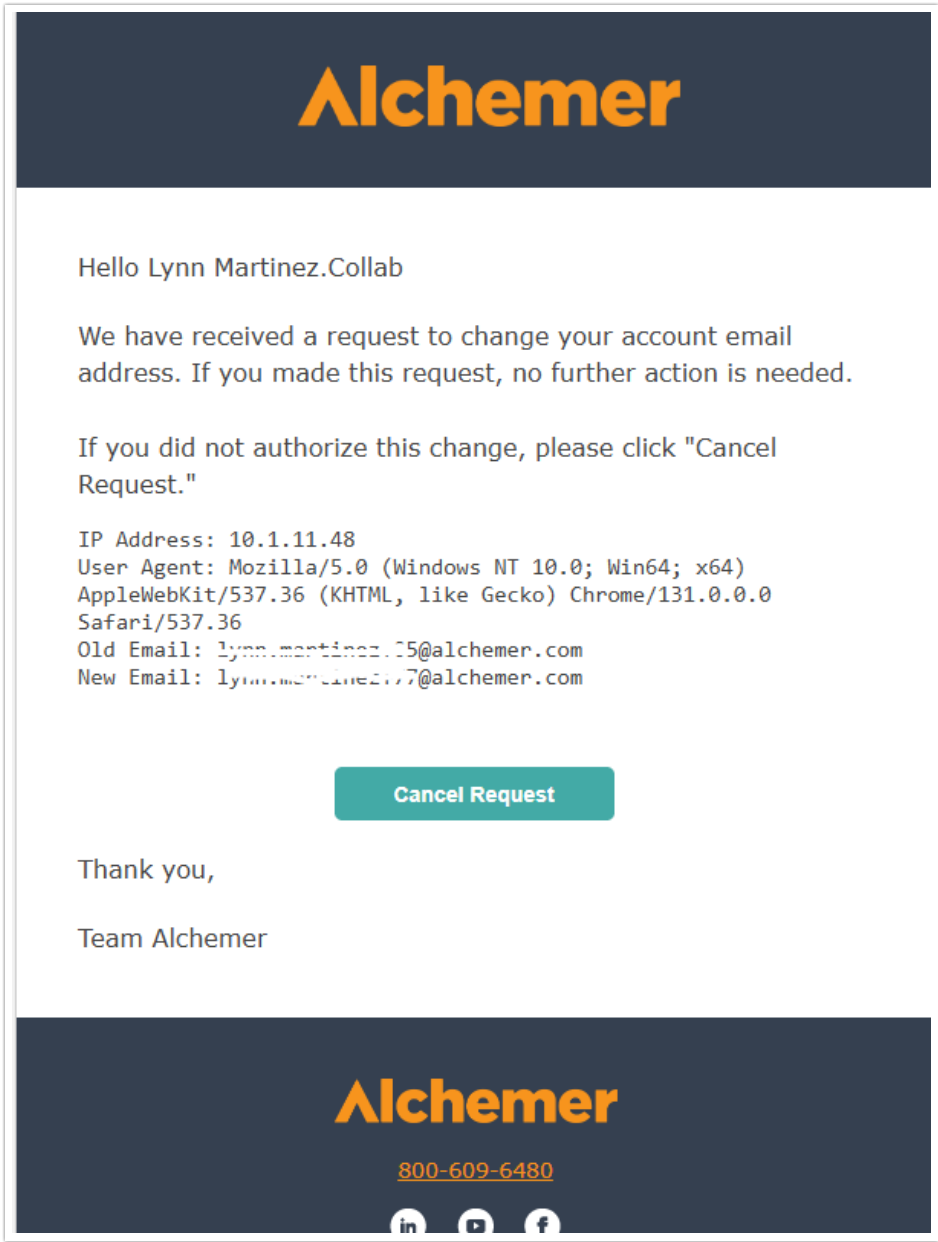 Alchemer
Hello Lynn Martinez.Collab
We have received a request to change your account email
address. If you made this request, no further action is needed.
If you did not authorize this change, please click "Cancel
Request."
IP Address: 10.1.11.48
User Agent: Mozilla/5.0 (Windows NT 10.0; Win64; x64)
AppleWebKit/537.36 (KHTML, like Gecko) Chrome/131.0.0.0
Safari/537.36
Old Email: 5@alchemer.com
New Email: 7@alchemer.com
Cancel Request
Thank you,
Team Alchemer
Alchemer
800-609-6480
in
f